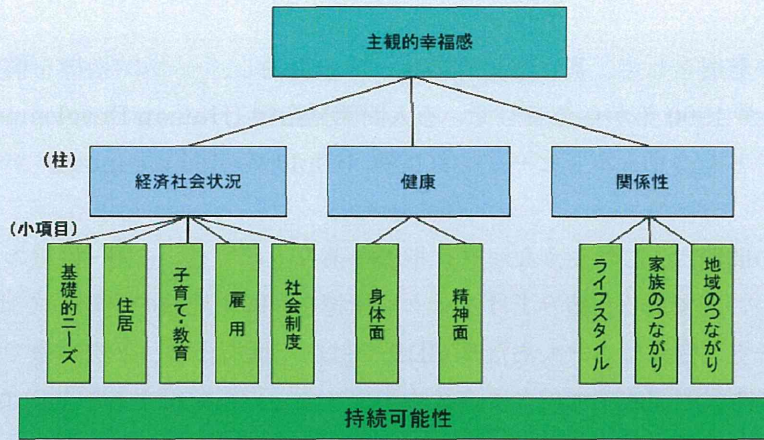 主観的幸福感
(柱)
経済社会状況
健康
関係性
(小項目)
基礎的ニーズ
住居
子育て・教育
雇用
社会制度
身体面
精神面
ライフスタイル
家族のつながり
地域のつながり
持続可能性